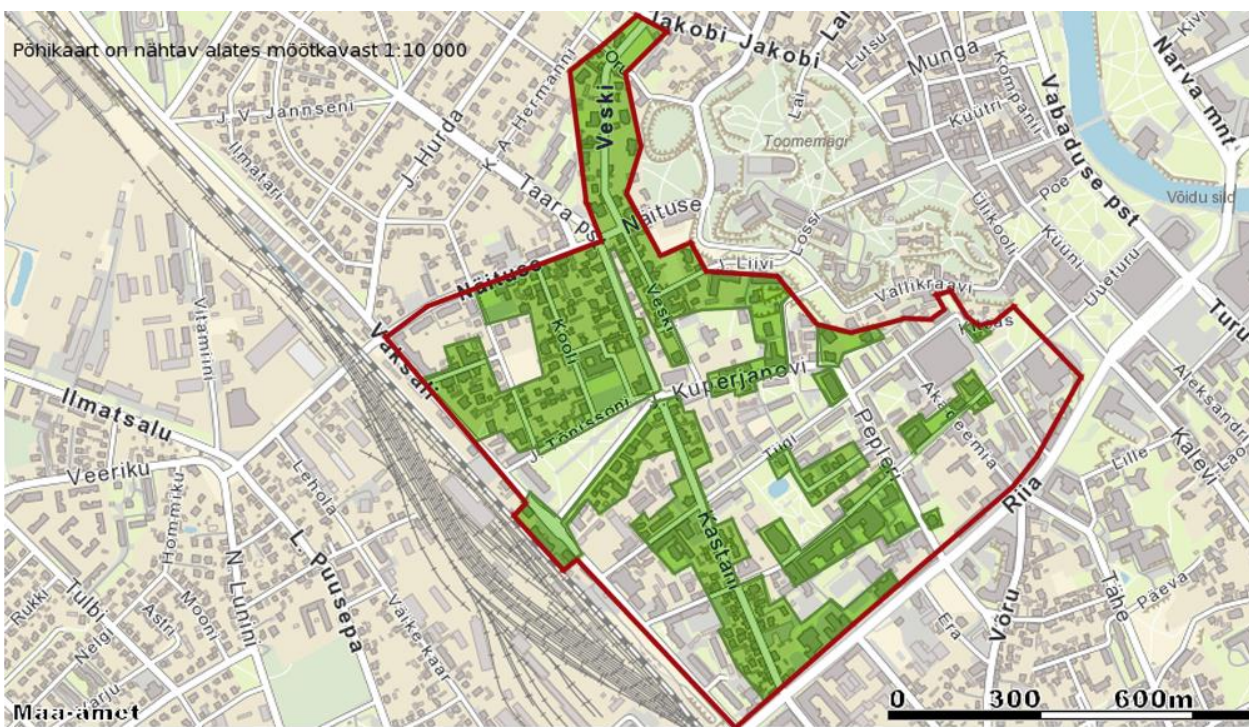 Põhikaart on nähtav alates mõõtkavast 1:10 000
Jakobi
Jakobi
Lai
Lutsu
Munga
Kompanii
Küütri
Küütri
Vabaduse pst
Narva mnt
Kivi
Oru
Veski
K. A. Hermanni
J. V. Jannseni
Ilmatari
J. Hurda
Taara pst
Toomemägi
Lossi
Ülikooli
Poe
Küüni
Uueturu
Võidu sild
Turu
Näituse
Näituse
J. Liivi
Vallikraavi
Vitamiini
Vaksali
Kooli
Veski
Kuperjanovi
J. Tõnissoni
Tiigi
Pepleri
Akadeemia
Aleksandri
Kalevi
Lille
Riia
Ilmatsalu
Veeriku
Hommiku
Lehola
L. Puusepa
N. Lunini
Väike kaar
Kastani
Võru
Tähe
Päeva
Era
Tulbi
Rukki
Nelgi
Astri
Mooni
Maa-amet
0 300 600m